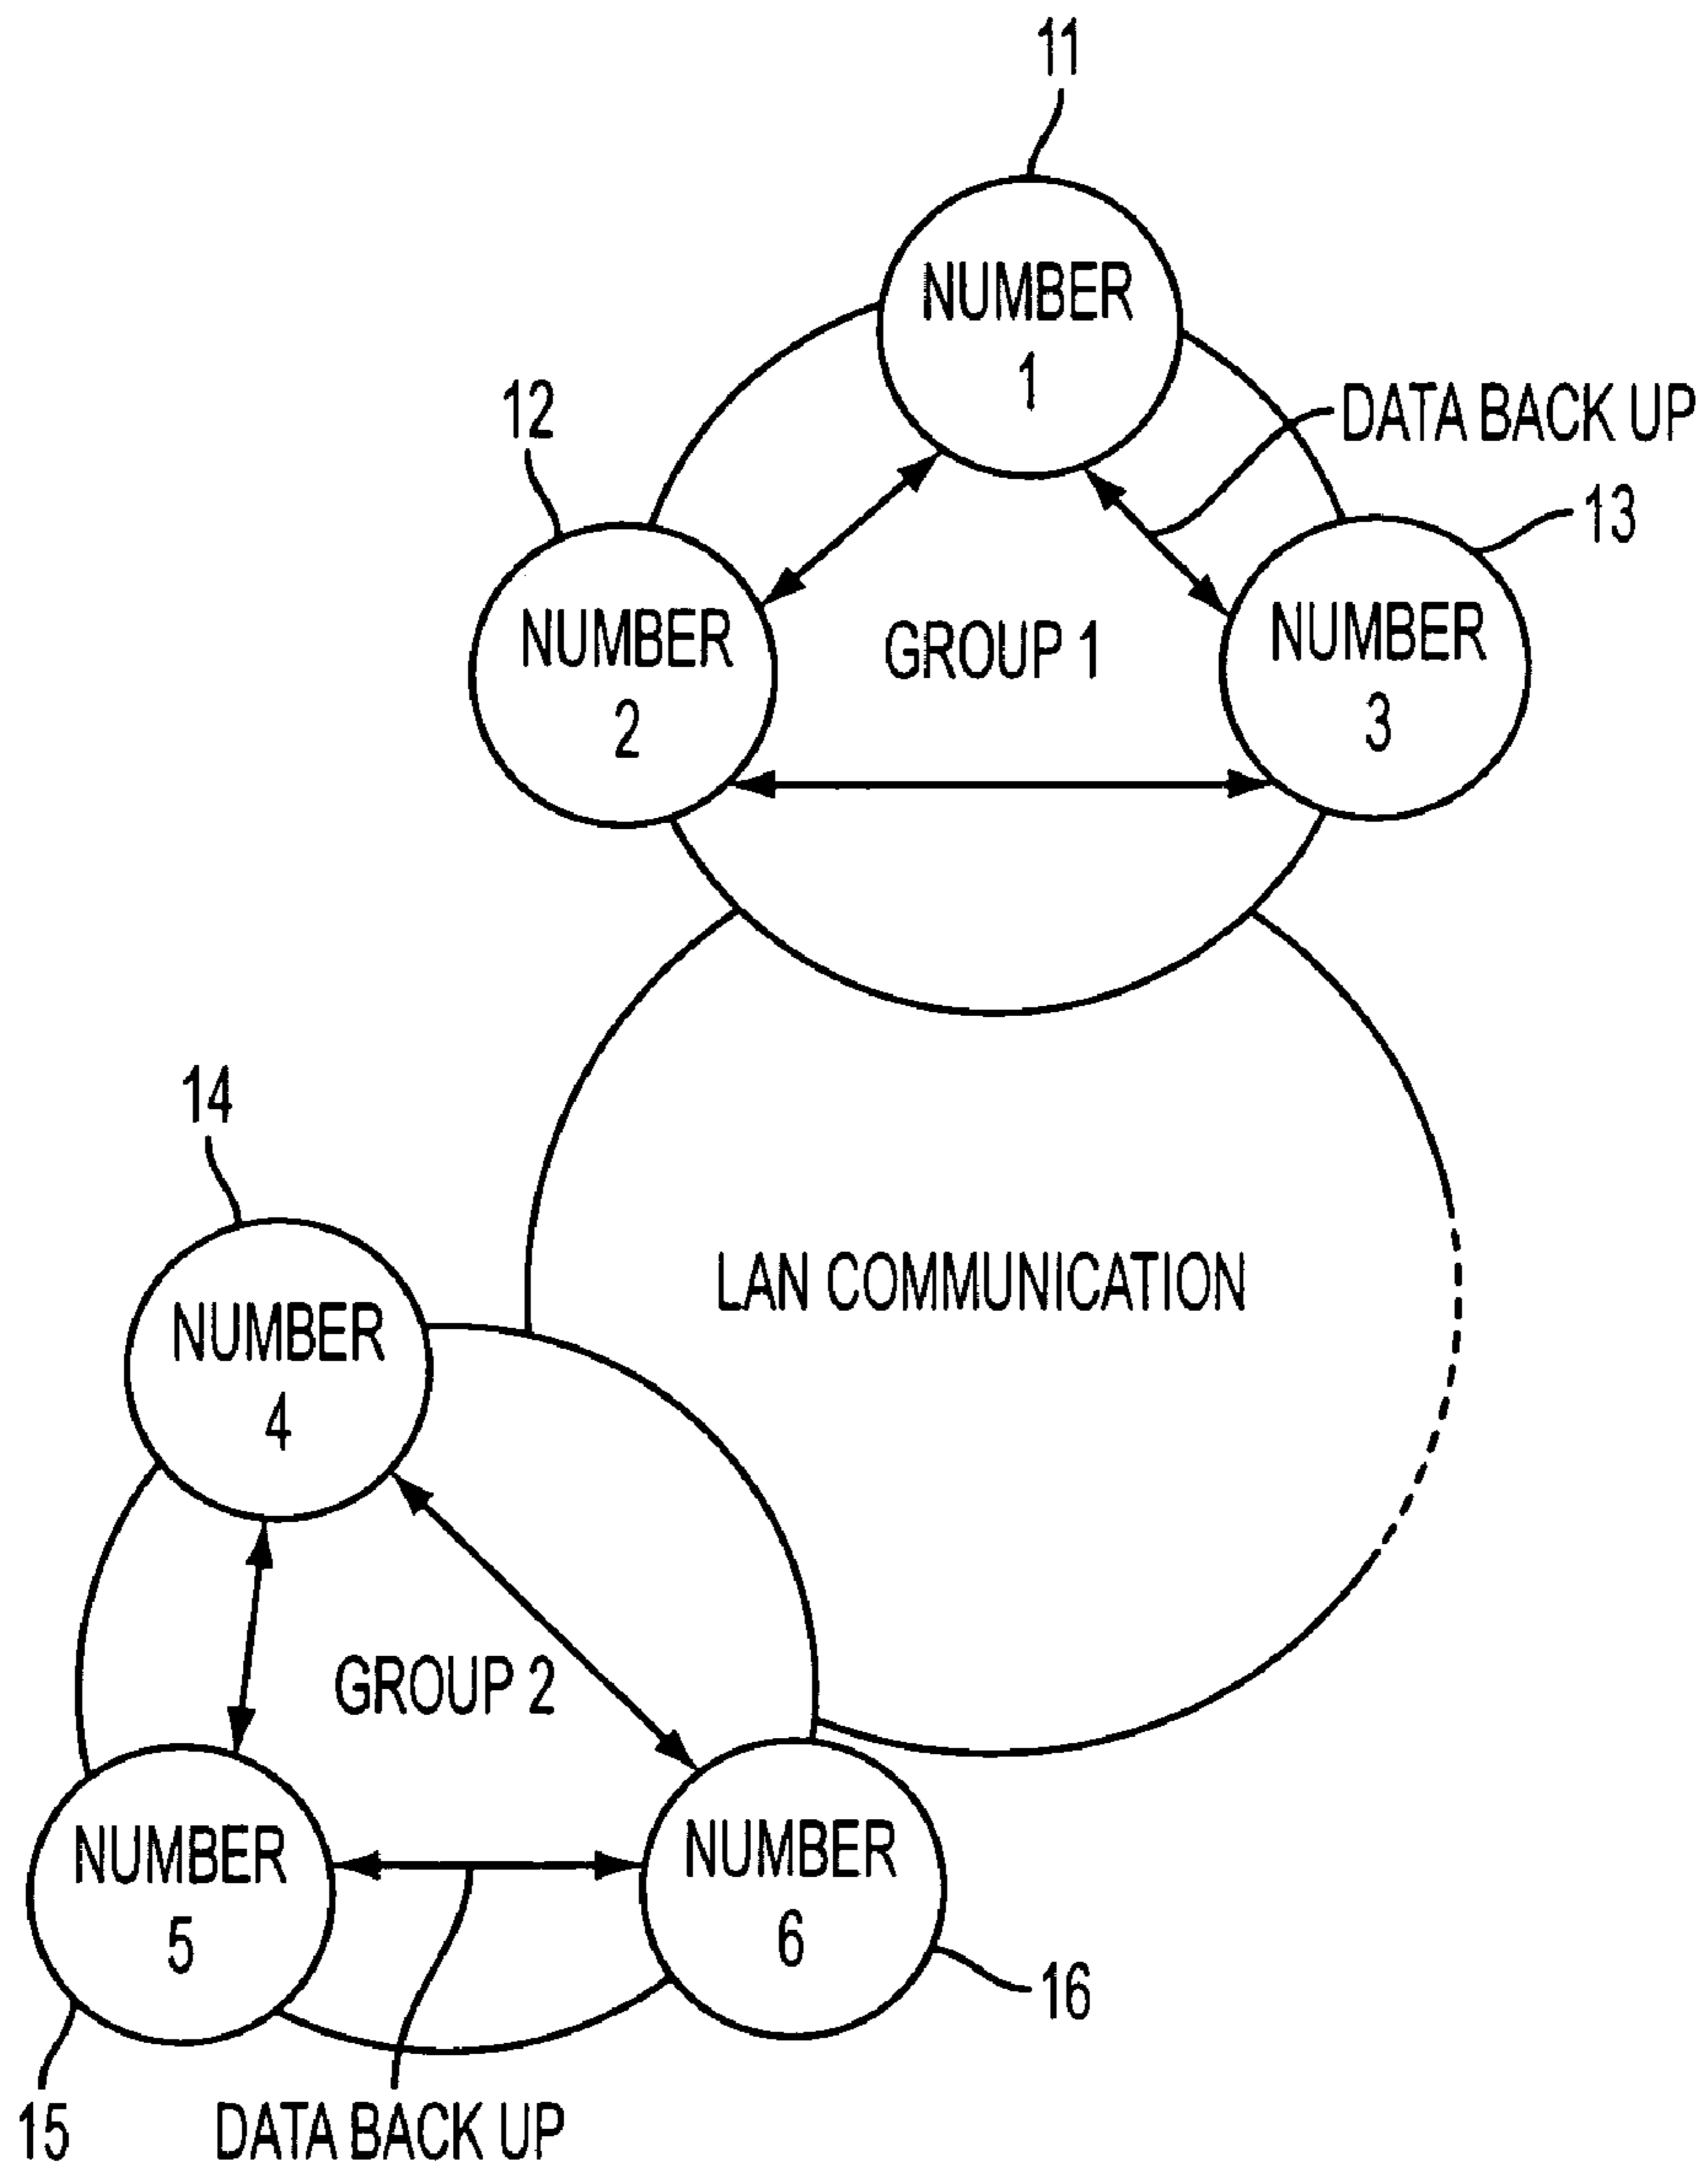 11
NUMBER
1
12
DATA BACK UP
13
NUMBER
2
GROUP 1
NUMBER
3
14
LAN COMMUNICATION
NUMBER
4
GROUP 2
NUMBER
5
NUMBER
6
16
15
DATA BACK UP